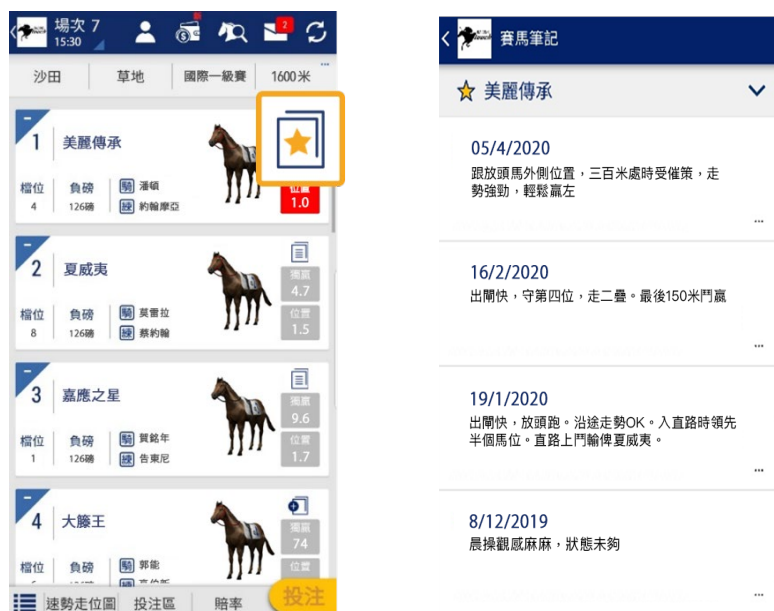 場次 7
15:30
2
沙田
草地
國際一級賽
1600米
1
美麗傳承
檔位
負磅
騎 潘頓
4
126磅
練 約翰摩亞
位置
1.0
2
夏威夷
獨贏
4.7
檔位
負磅
騎 莫雷拉
位置
8
126磅
練 蔡約翰
1.5
3
嘉應之星
獨贏
9.6
檔位
負磅
騎 賀銘年
位置
1
126磅
練 告東尼
1.7
4
大籐王
獨贏
74
檔位
負磅
騎 郭能
位置
速勢走位圖
投注區
賠率
投注
賽馬筆記
美麗傳承
05/4/2020
跟放頭馬外側位置，三百米處時受催策，走
勢強勁，輕鬆贏左
...
16/2/2020
出閘快，守第四位，走二疊。最後150米鬥贏
...
19/1/2020
出閘快，放頭跑。沿途走勢OK。入直路時領先
半個馬位。直路上鬥輸俾夏威夷。
...
8/12/2019
晨操觀感麻麻，狀態未夠
...